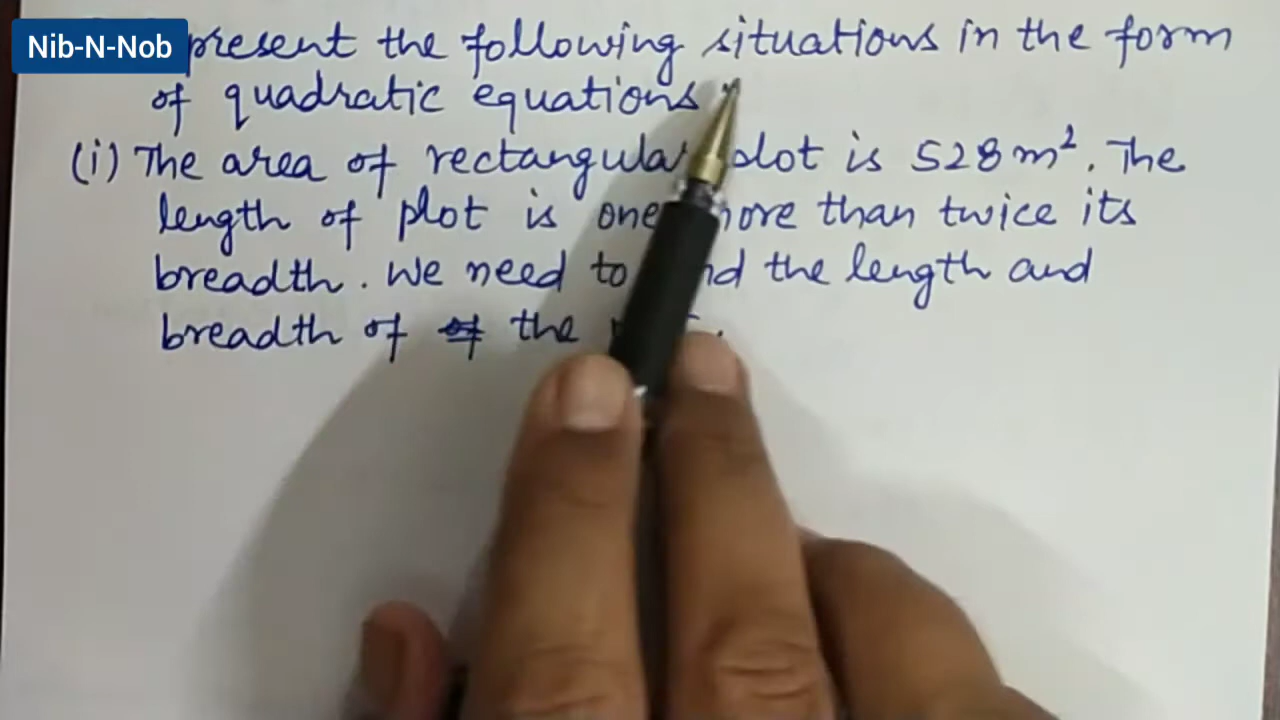 Nib-N-Nob
present the following situations in the form
of quadratic equations
(i) The area of rectangular plot is 528 m². The
length of plot is one more than twice its
breadth. We need to find the length and
breadth of of the